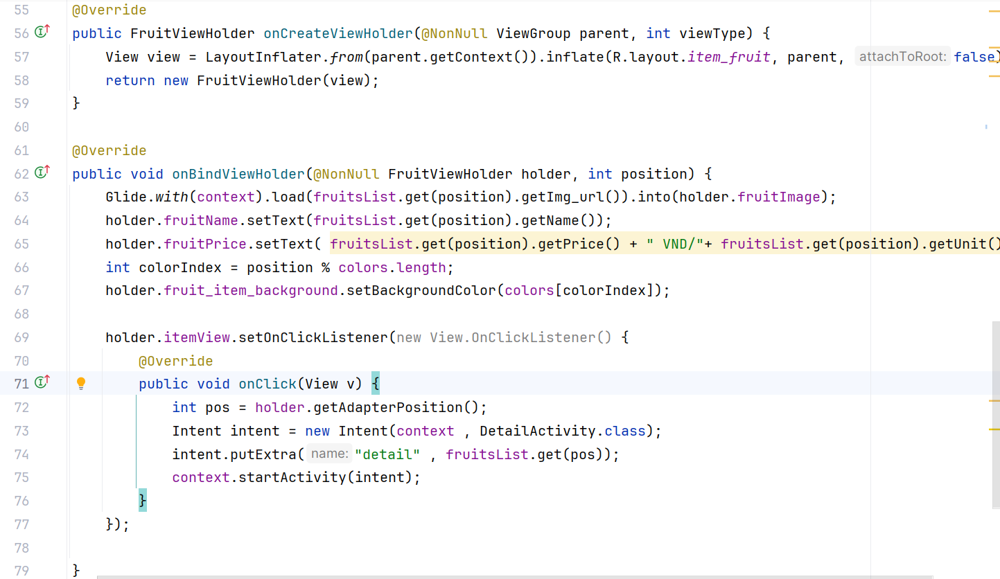 55 @Override
56 public FruitViewHolder onCreateViewHolder(@NonNull ViewGroup parent, int viewType) {
57 View view = LayoutInflater.from(parent.getContext()).inflate(R.layout.item_fruit, parent, attachToRoot: false)
58 return new FruitViewHolder(view);
59 }
60
61 @Override
62 public void onBindViewHolder(@NonNull FruitViewHolder holder, int position) {
63 Glide.with(context).load(fruitsList.get(position).getImg_url()).into(holder.fruitImage);
64 holder.fruitName.setText(fruitsList.get(position).getName());
65 holder.fruitPrice.setText( fruitsList.get(position).getPrice() + " VND/"+ fruitsList.get(position).getUnit()
66 int colorIndex = position % colors.length;
67 holder.fruit_item_background.setBackgroundColor(colors[colorIndex]);
68
69 holder.itemView.setOnClickListener(new View.OnClickListener() {
70 @Override
71 public void onClick(View v) {
72 int pos = holder.getAdapterPosition();
73 Intent intent = new Intent(context , DetailActivity.class);
74 intent.putExtra( name: "detail" , fruitsList.get(pos));
75 context.startActivity(intent);
76 }
77 });
78
79 }